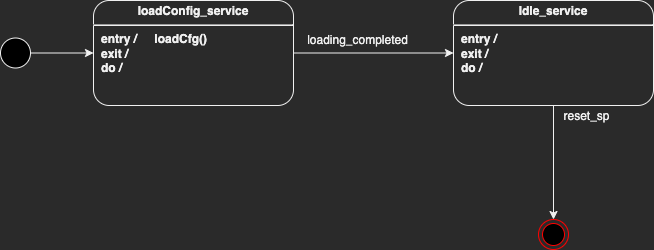 loadConfig_service
entry / loadCfg()
exit /
do /
loading_completed
Idle_service
entry /
exit /
do /
reset_sp